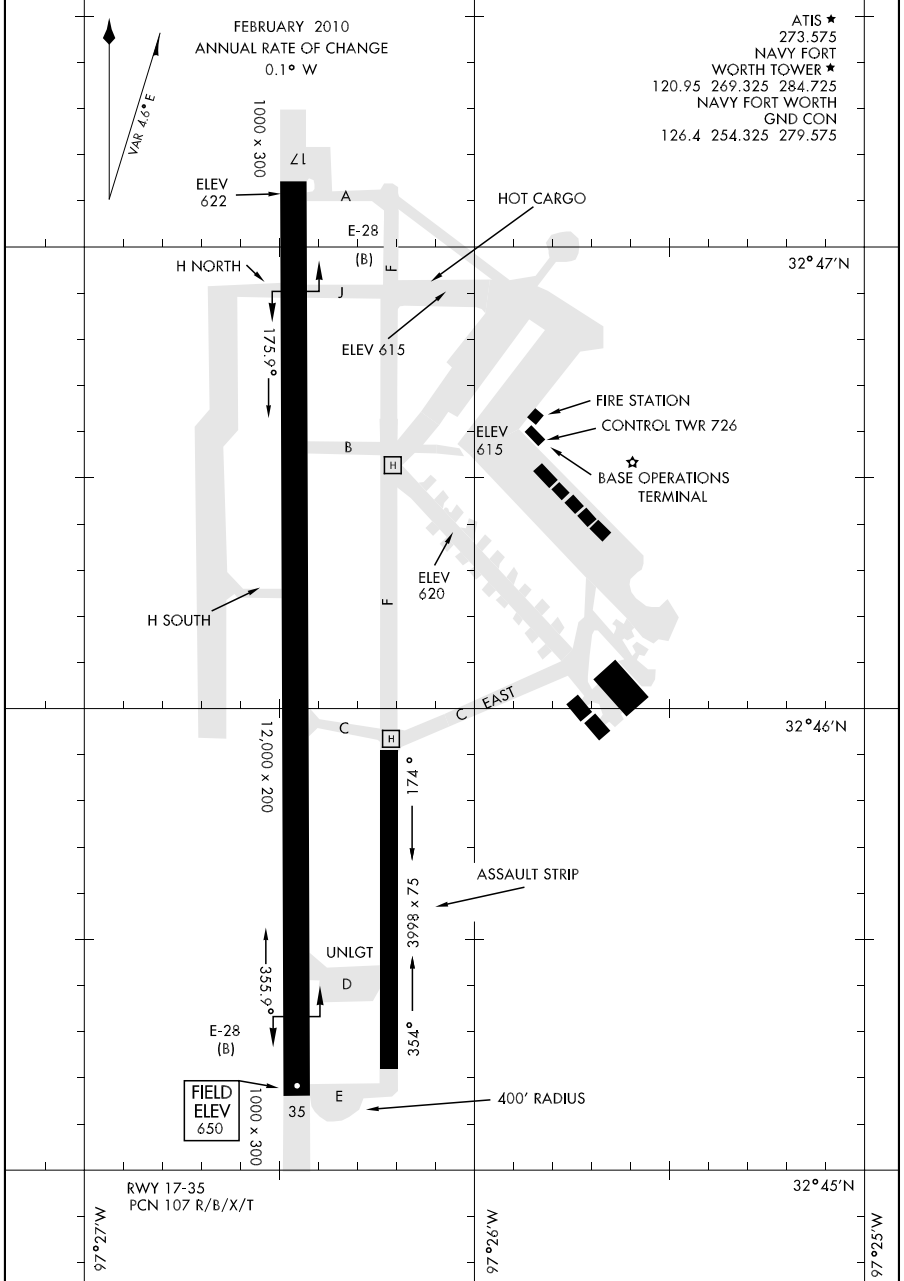 FEBRUARY 2010
ANNUAL RATE OF CHANGE
0.1° W
VAR 4.6° E
ATIS ★
273.575
NAVY FORT
WORTH TOWER ★
120.95 269.325 284.725
NAVY FORT WORTH
GND CON
126.4 254.325 279.575
1000 x 300
17
ELEV
622
A
HOT CARGO
E-28
(B)
F
32°47'N
H NORTH
J
175.9°
ELEV 615
FIRE STATION
CONTROL TWR 726
ELEV
615
B
H
BASE OPERATIONS
TERMINAL
ELEV
620
F
H SOUTH
C EAST
C
32°46'N
H
12,000 x 200
174°
ASSAULT STRIP
3998 x 75
UNLGT
D
355.9°
354°
E-28
(B)
FIELD
ELEV
650
1000 x 300
35
E
400' RADIUS
RWY 17-35
PCN 107 R/B/X/T
32°45'N
97°27'W
97°26'W
97°25'W